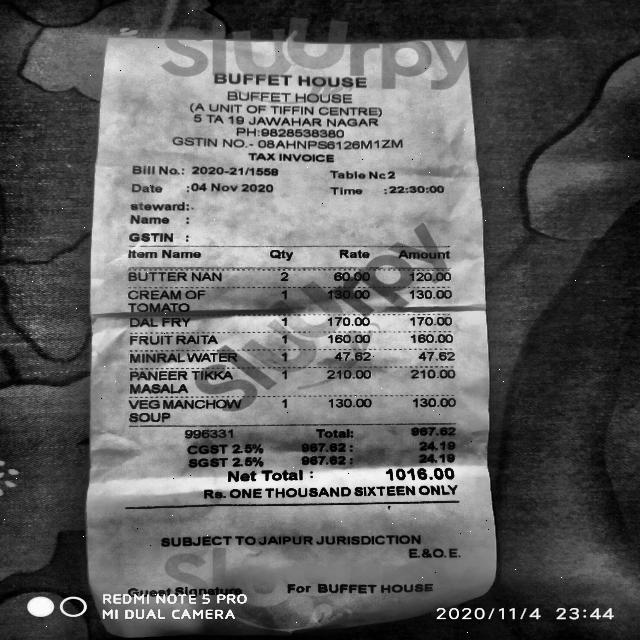 Sluurrpy
BUFFET HOUSE
BUFFET HOUSE
(A UNIT OF TIFFIN CENTRE)
5 TA 19 JAWAHAR NAGAR
PH:9828538380
GSTIN NO.- 08AHNPS6126M1ZM
TAX INVOICE
Bill No.: 2020-21/1558 Table No:2
Date :04 Nov 2020 Time :22:30:00
steward:-
Name :
GSTIN :
Item Name Qty Rate Amount
BUTTER NAN 2 60.00 120.00
CREAM OF 1 130.00 130.00
TOMATO
DAL FRY 1 170.00 170.00
FRUIT RAITA 1 160.00 160.00
MINRAL WATER 1 47.62 47.62
PANEER TIKKA 1 210.00 210.00
MASALA
VEG MANCHOW 1 130.00 130.00
SOUP
996331 Total: 967.62
CGST 2.5% 967.62 : 24.19
SGST 2.5% 967.62 : 24.19
Net Total : 1016.00
Rs. ONE THOUSAND SIXTEEN ONLY
SUBJECT TO JAIPUR JURISDICTION
E.& O.E.
Guest Signature For BUFFET HOUSE
REDMI NOTE 5 PRO
MI DUAL CAMERA
2020/11/4 23:44